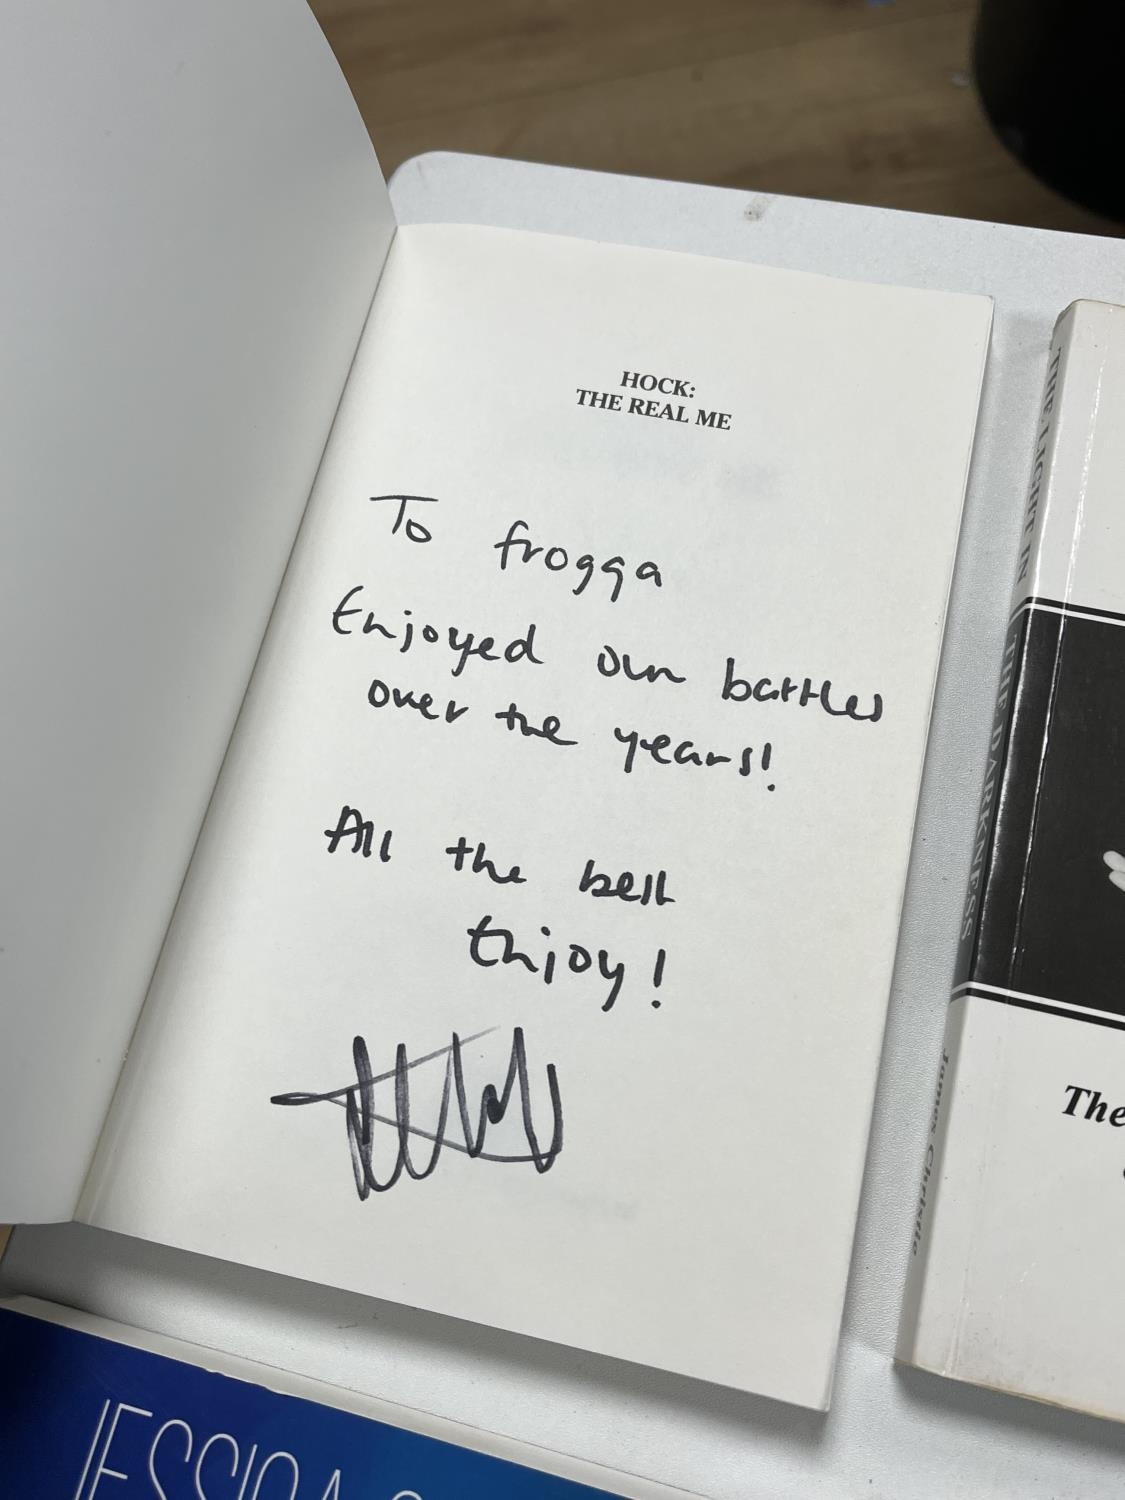 HOCK:
THE REAL ME
To frogga
Enjoyed our battles
over the years!
All the best
Enjoy!
THE LIGHT IN THE DARKNESS
James Christie
The
JESSICA